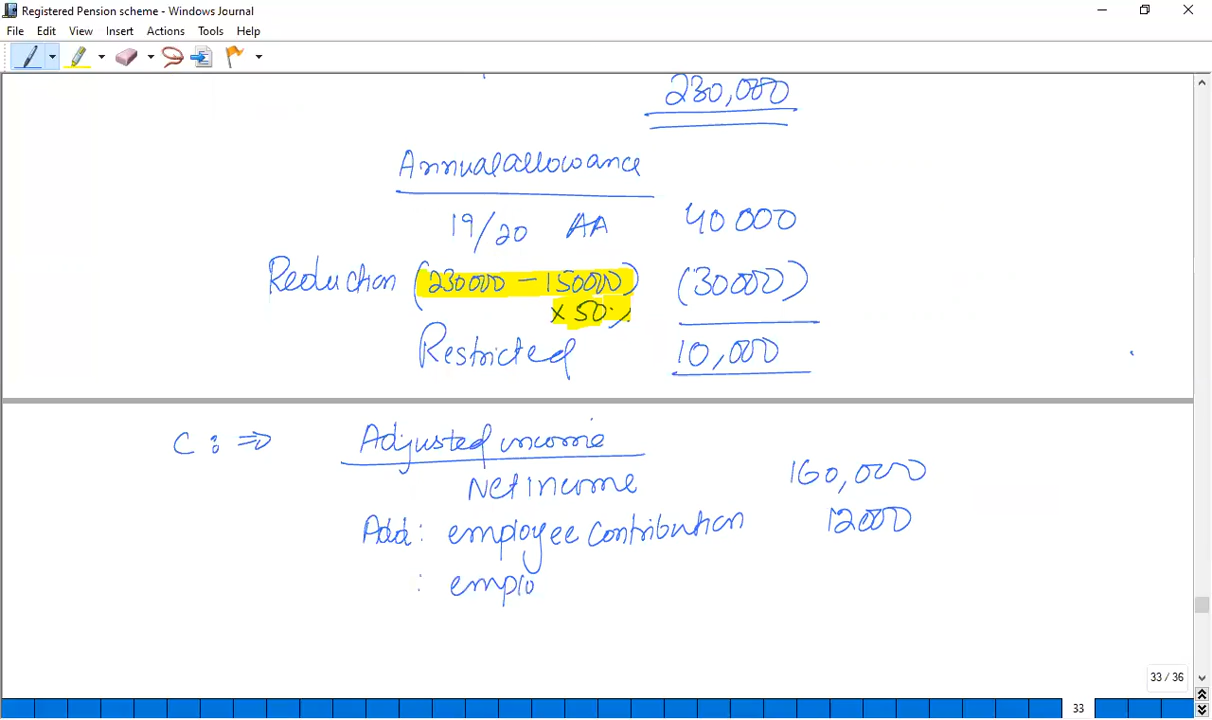 Registered Pension scheme - Windows Journal
File Edit View Insert Actions Tools Help
230,000
Annual allowance
19/20 AA 40 000
Reduction (230000 - 150000) (30000)
x 50%
Restricted 10,000
C: ⇒ Adjusted income
Net income 160,000
Add: employee contribution 12000
: emplo
33 / 36
33